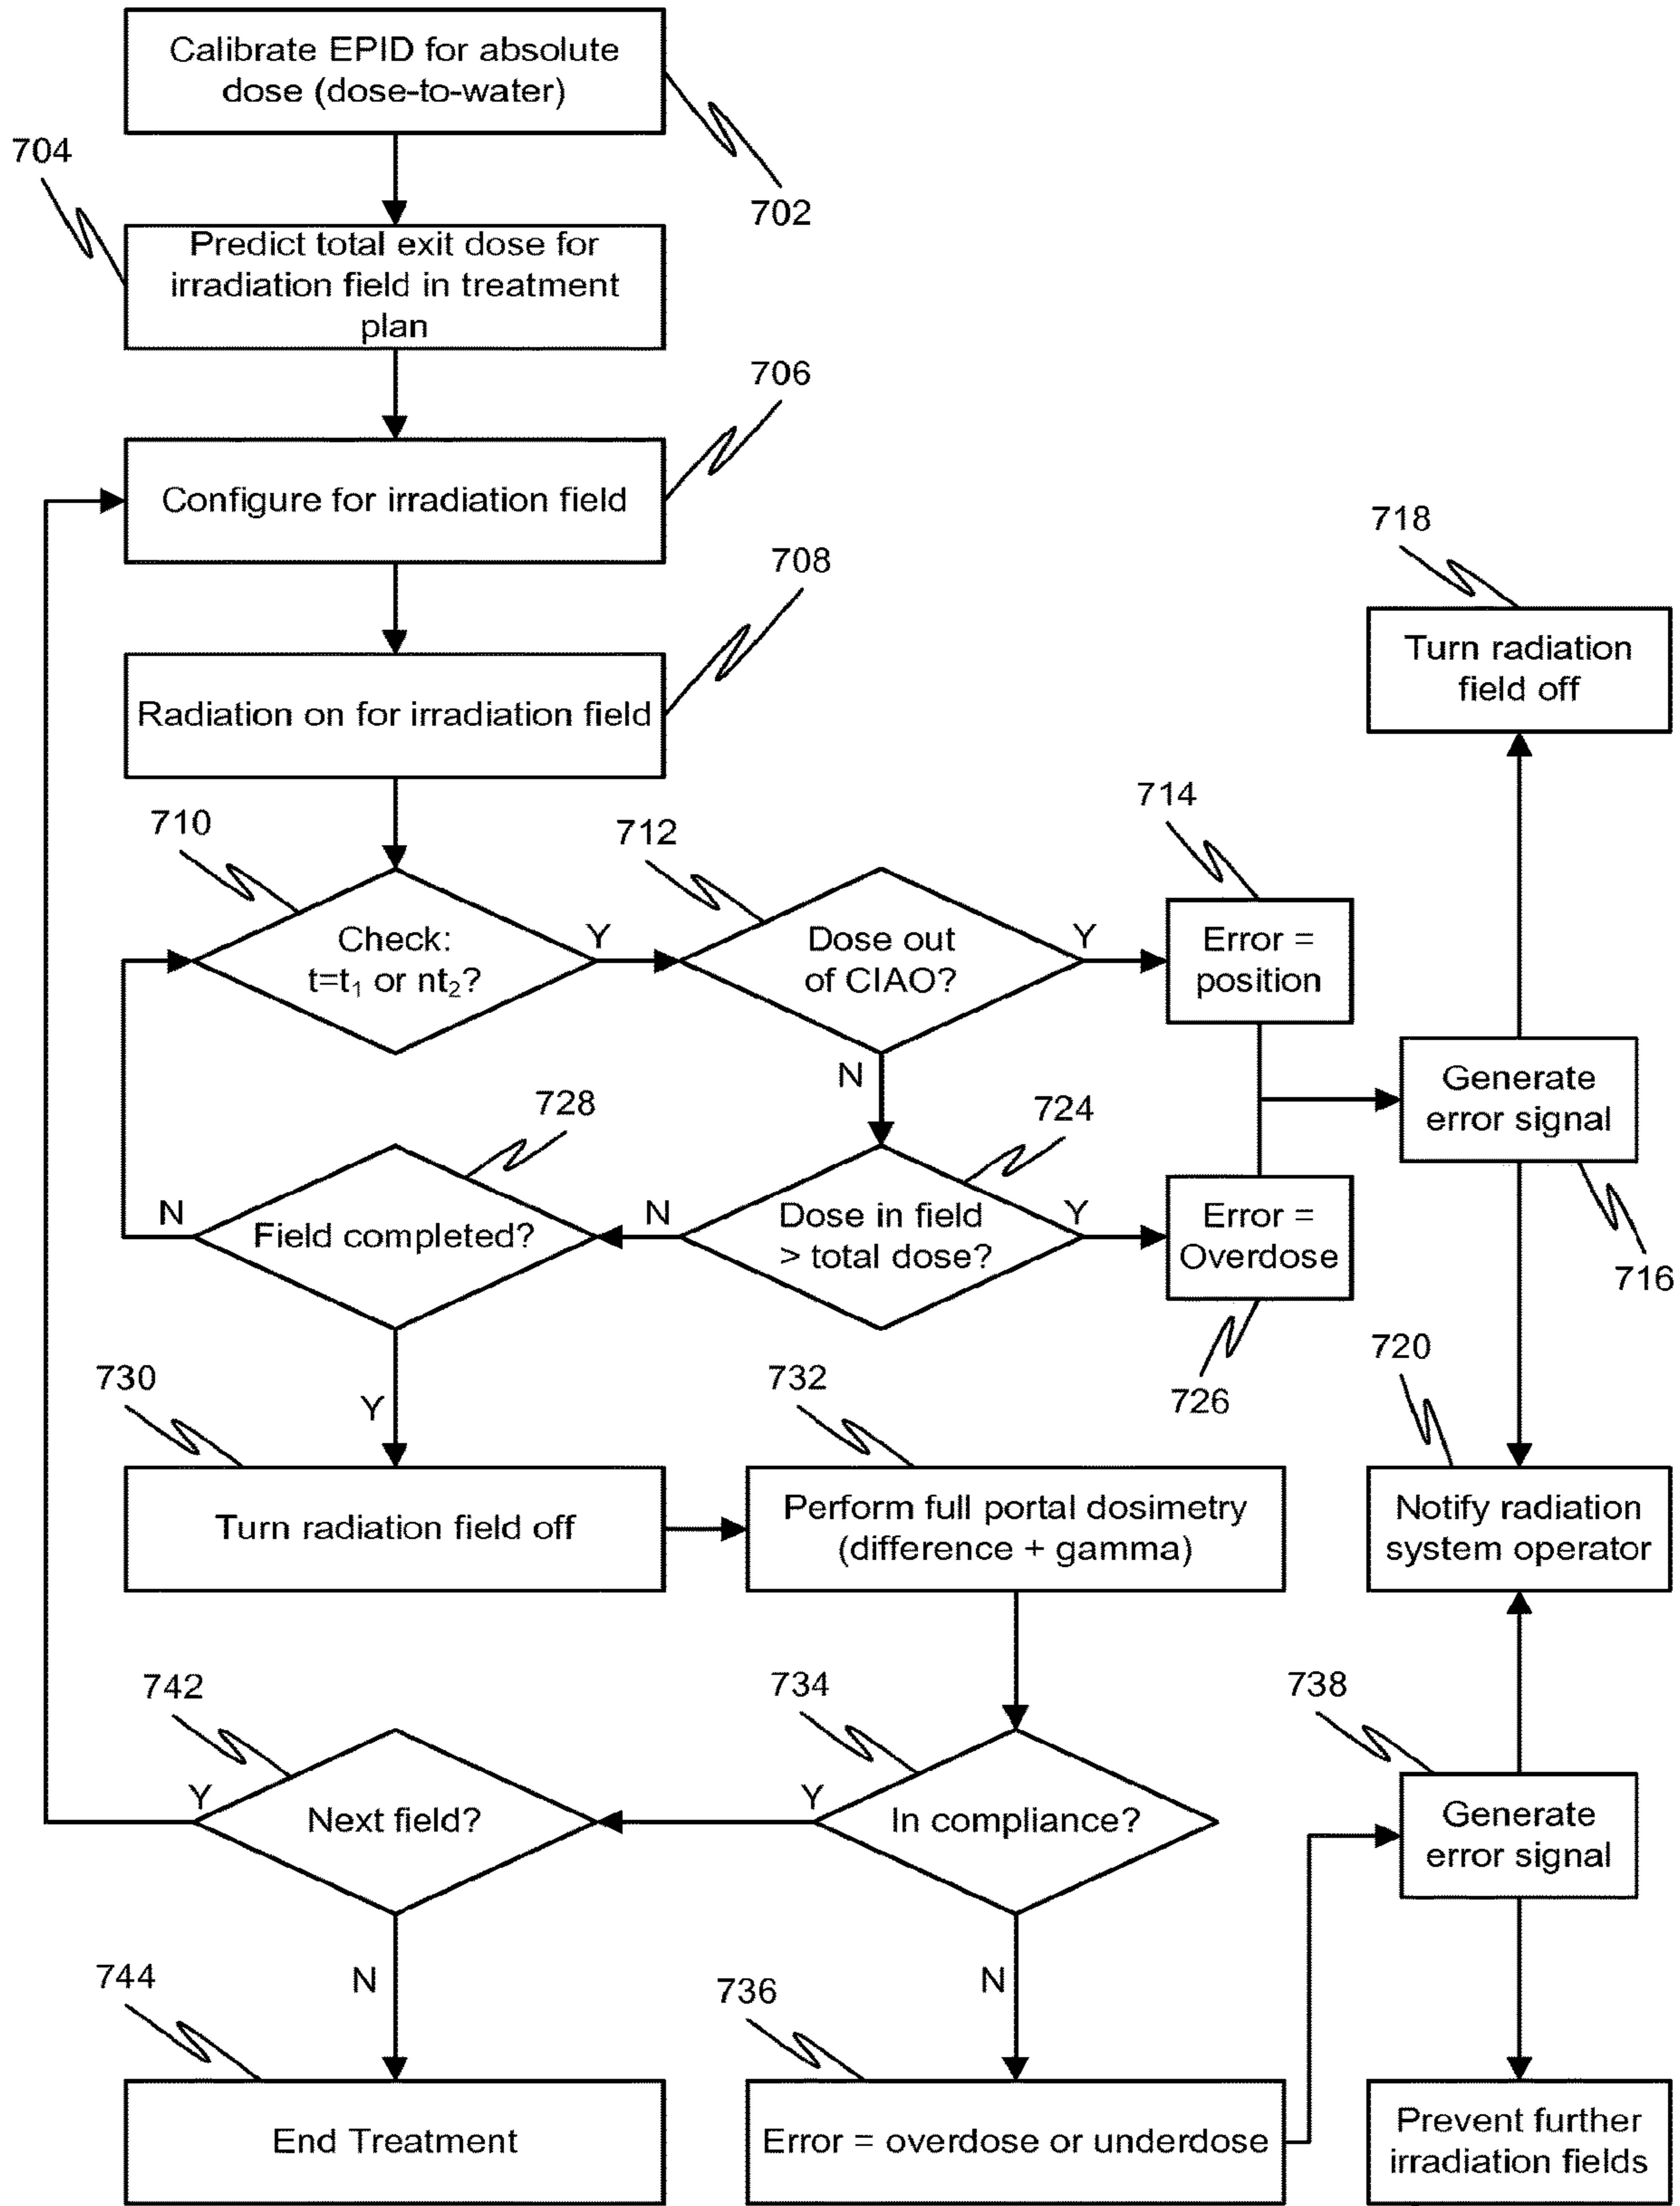 Calibrate EPID for absolute
dose (dose-to-water)
702
704
Predict total exit dose for
irradiation field in treatment
plan
706
Configure for irradiation field
708
Radiation on for irradiation field
718
Turn radiation
field off
710
Check:
t=t₁ or nt₂?
Y
712
Dose out
of CIAO?
Y
N
714
Error =
position
Generate
error signal
716
728
Field completed?
N
Y
724
Dose in field
> total dose?
N
Y
Error =
Overdose
726
730
Turn radiation field off
732
Perform full portal dosimetry
(difference + gamma)
720
Notify radiation
system operator
742
Next field?
Y
N
734
In compliance?
Y
N
738
Generate
error signal
744
End Treatment
736
Error = overdose or underdose
Prevent further
irradiation fields